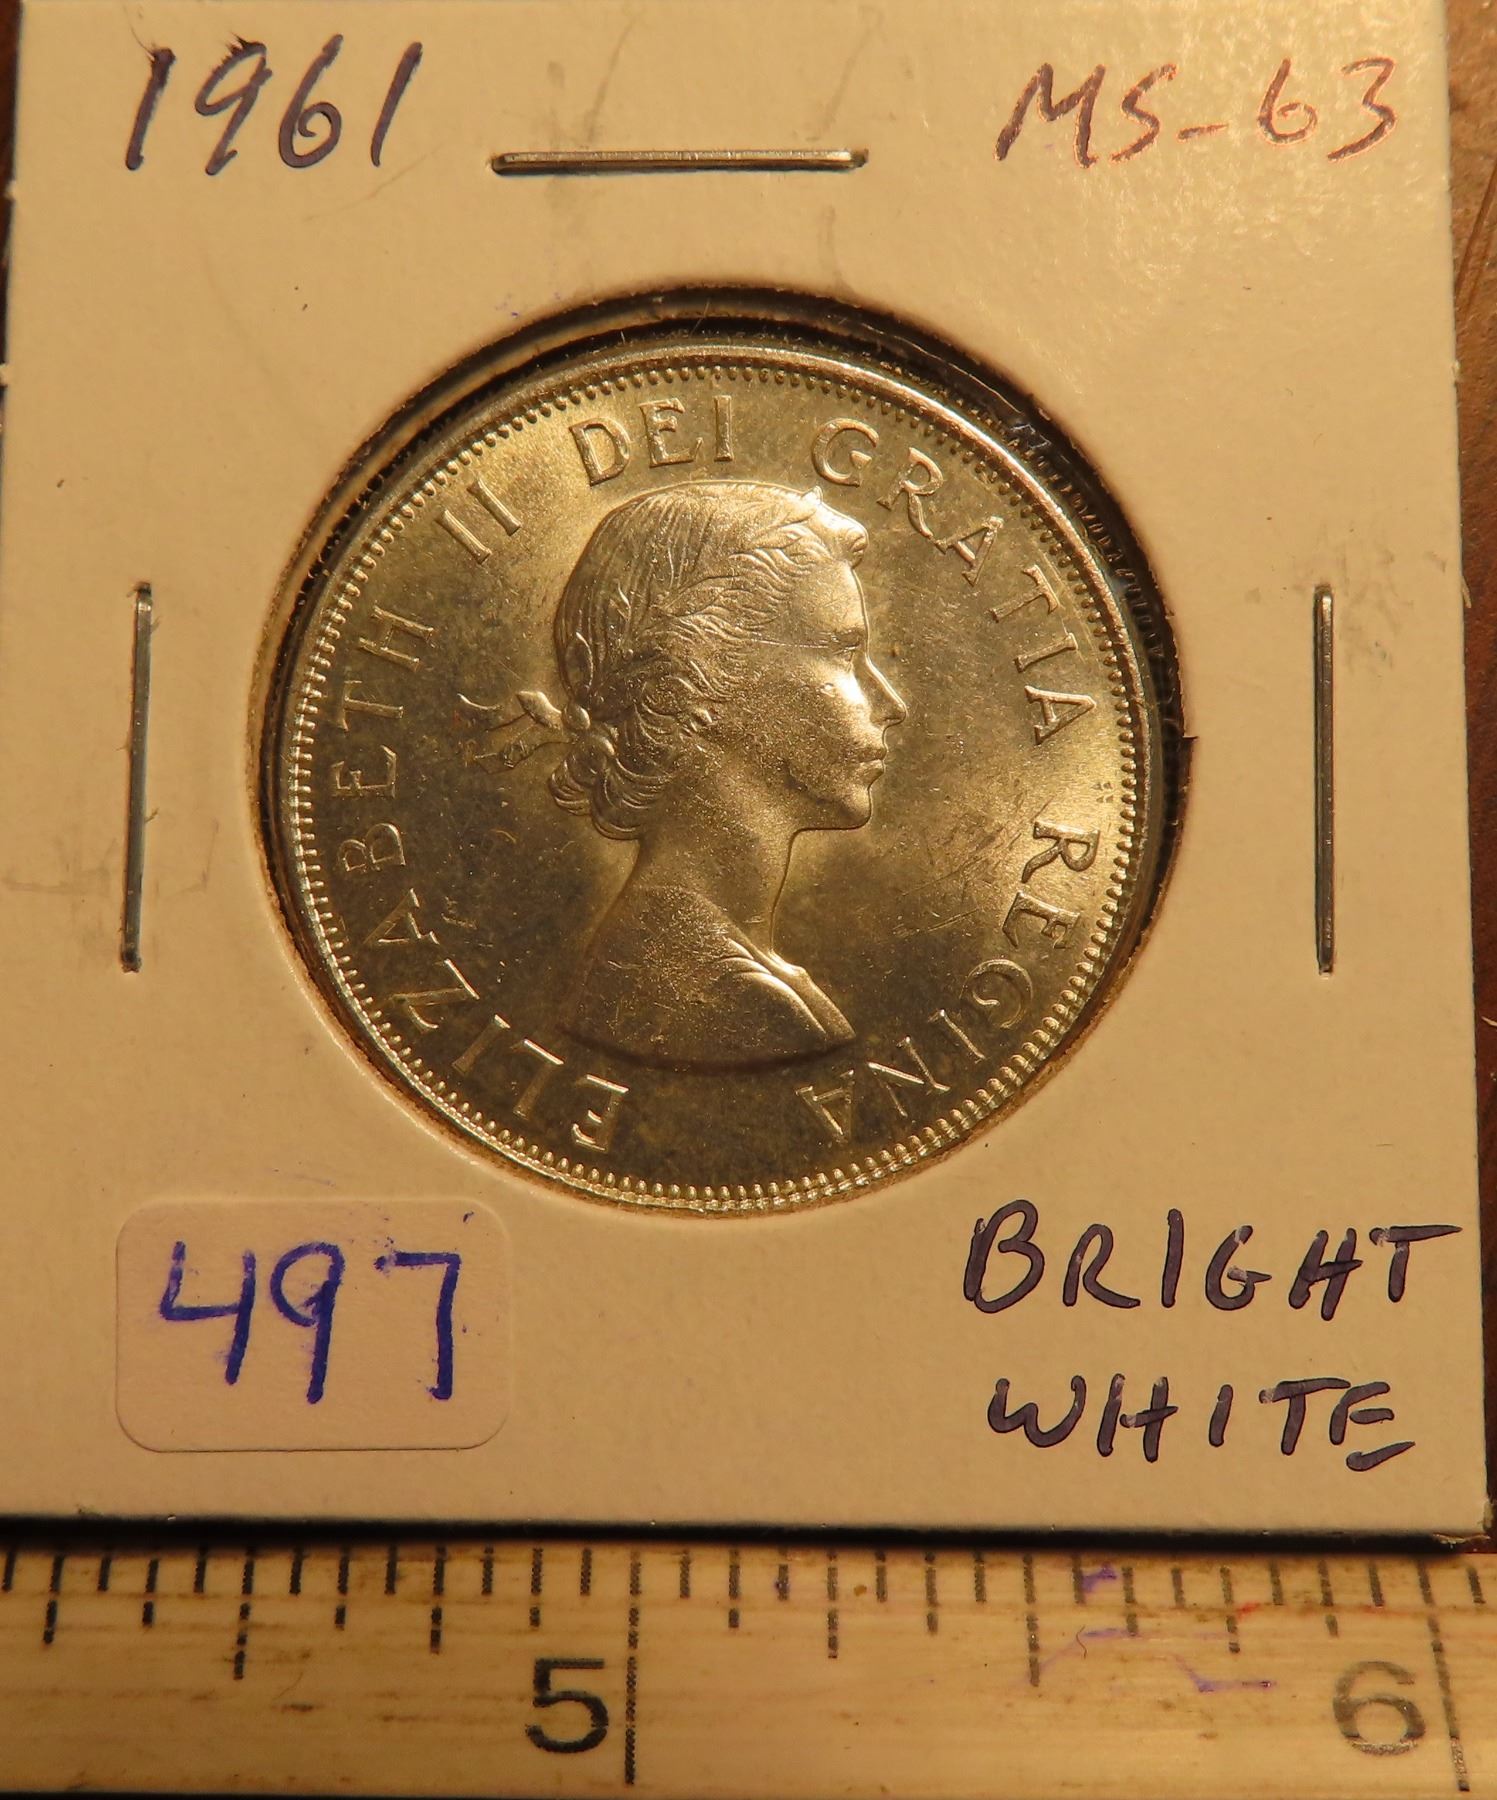 1961
MS-63
ELIZABETH II DEI GRATIA REGINA
497
BRIGHT
WHITE
5
6